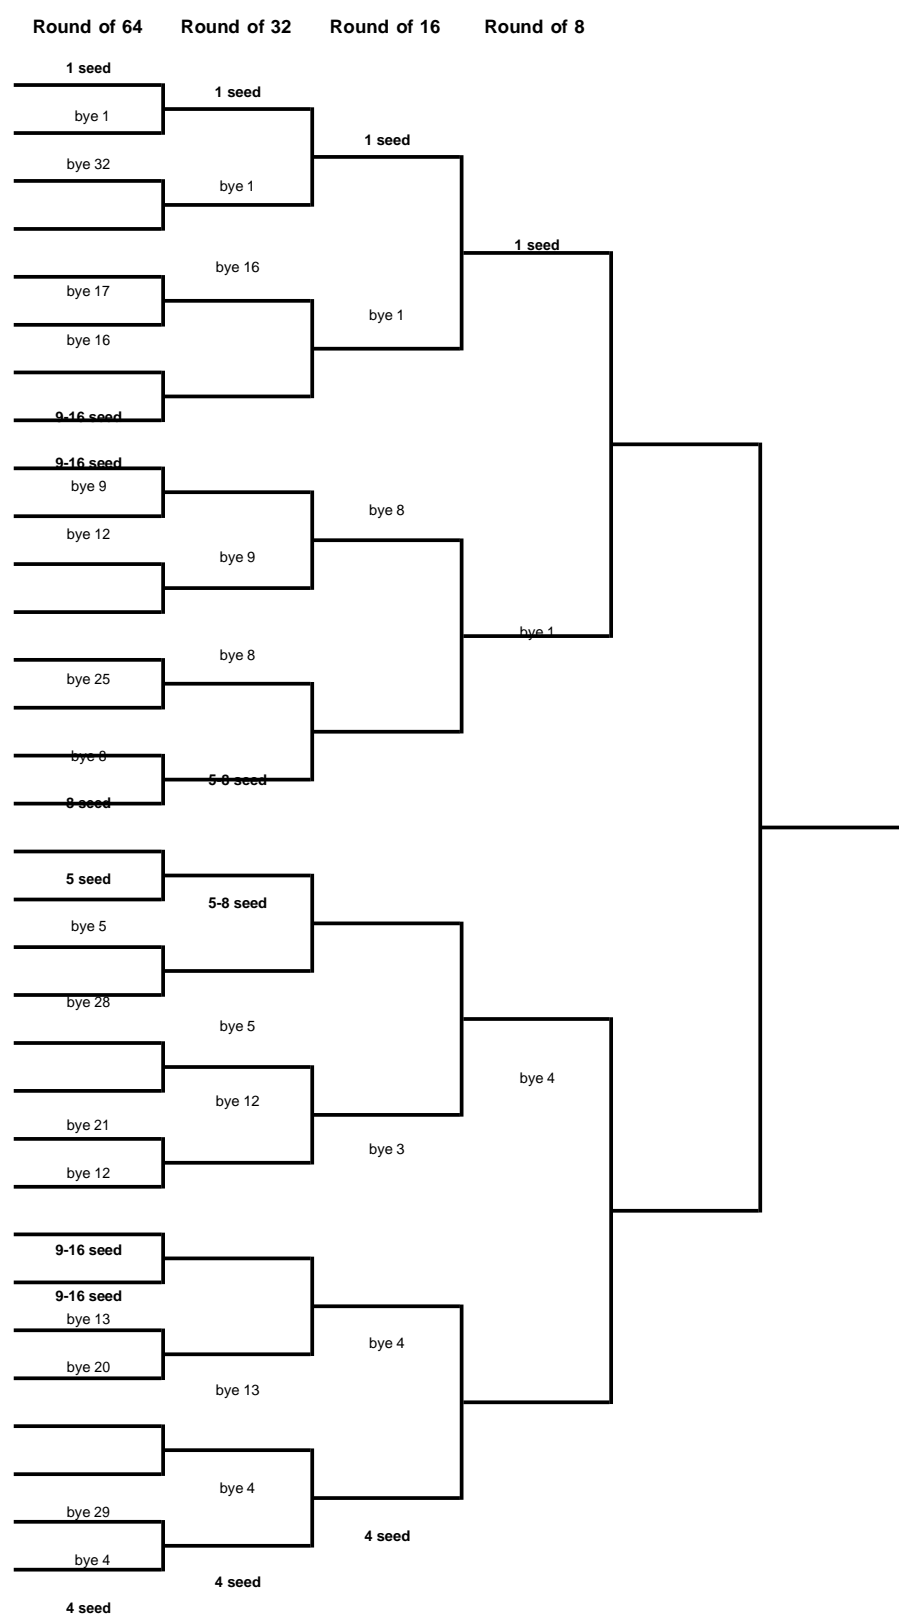 Round of 64 Round of 32 Round of 16 Round of 8
1 seed
1 seed
bye 1
1 seed
bye 32
bye 1
1 seed
bye 16
bye 17
bye 1
bye 16
9-16 seed
9-16 seed
bye 9
bye 8
bye 12
bye 9
bye 1
bye 8
bye 25
bye 8
5-8 seed
8 seed
5 seed
5-8 seed
bye 5
bye 28
bye 5
bye 4
bye 12
bye 21
bye 3
bye 12
9-16 seed
9-16 seed
bye 13
bye 4
bye 20
bye 13
bye 4
bye 29
4 seed
bye 4
4 seed
4 seed